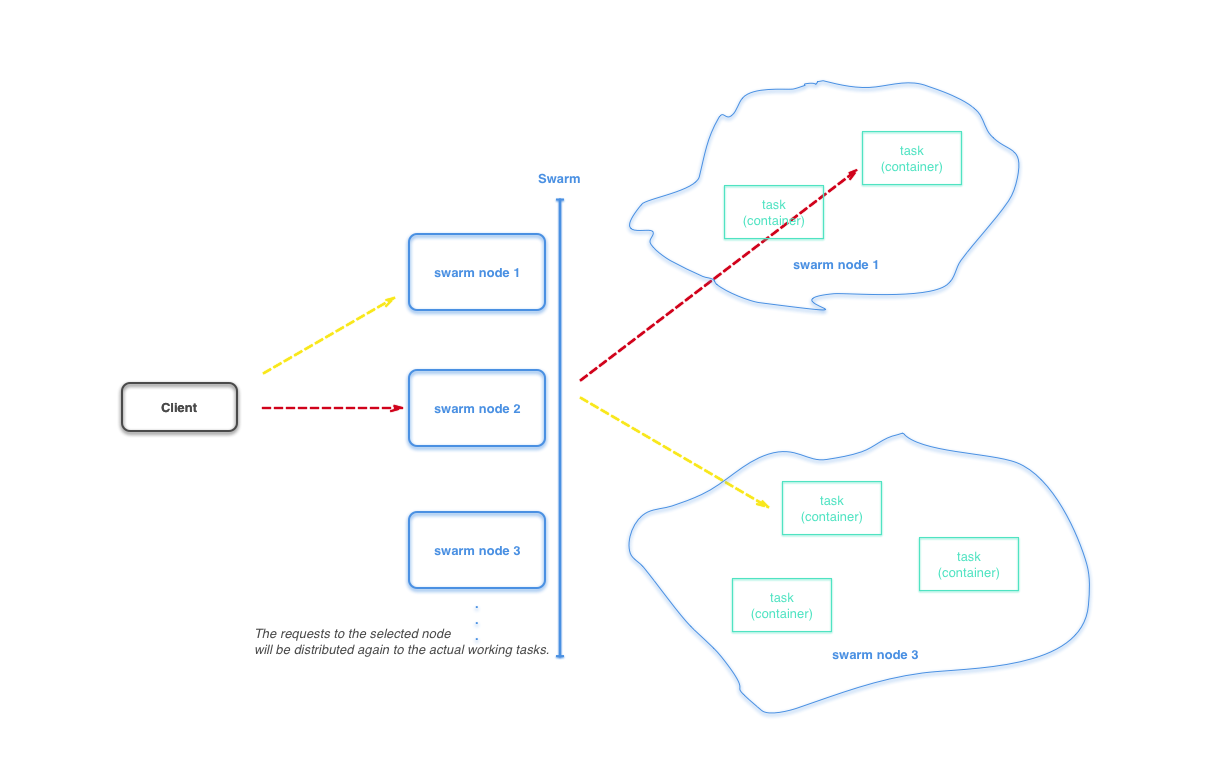 Swarm
swarm node 1
swarm node 2
swarm node 3
Client
The requests to the selected node
will be distributed again to the actual working tasks.
task
(container)
task
(container)
swarm node 1
task
(container)
task
(container)
task
(container)
swarm node 3